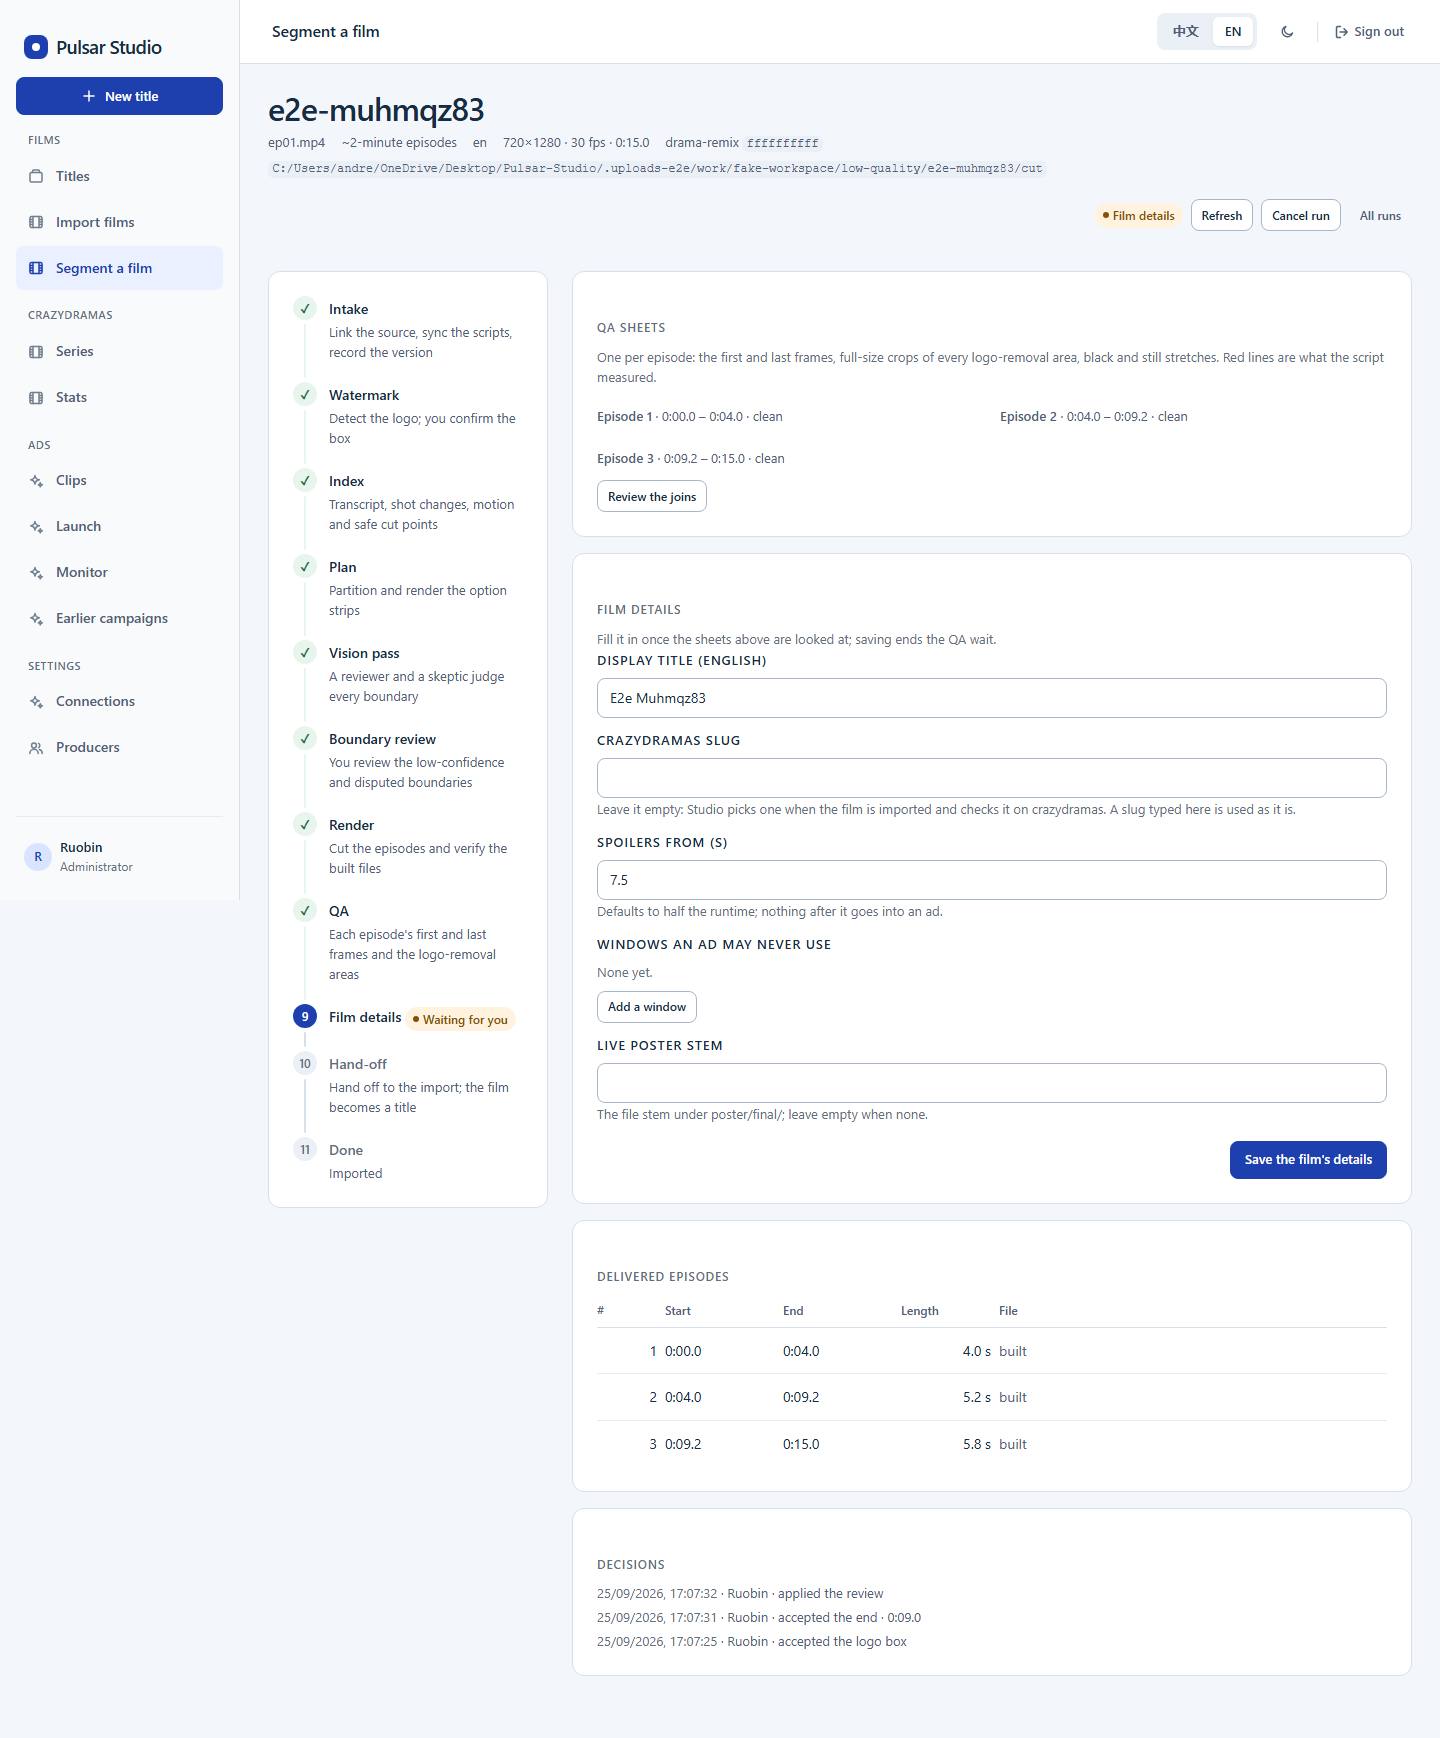 Pulsar Studio
New title
FILMS
Titles
Import films
Segment a film
CRAZYDRAMAS
Series
Stats
ADS
Clips
Launch
Monitor
Earlier campaigns
SETTINGS
Connections
Producers
R
Ruobin
Administrator
Segment a film
中文 EN
Sign out
e2e-muhmqz83
ep01.mp4 ~2-minute episodes en 720×1280 · 30 fps · 0:15.0 drama-remix ffffffffff
C:/Users/andre/OneDrive/Desktop/Pulsar-Studio/.uploads-e2e/work/fake-workspace/low-quality/e2e-muhmqz83/cut
Film details Refresh Cancel run All runs
Intake
Link the source, sync the scripts,
record the version
Watermark
Detect the logo; you confirm the
box
Index
Transcript, shot changes, motion
and safe cut points
Plan
Partition and render the option
strips
Vision pass
A reviewer and a skeptic judge
every boundary
Boundary review
You review the low-confidence
and disputed boundaries
Render
Cut the episodes and verify the
built files
QA
Each episode's first and last
frames and the logo-removal
areas
9 Film details Waiting for you
10 Hand-off
Hand off to the import; the film
becomes a title
11 Done
Imported
QA SHEETS
One per episode: the first and last frames, full-size crops of every logo-removal area, black and still stretches. Red lines are what the script
measured.
Episode 1 · 0:00.0 – 0:04.0 · clean Episode 2 · 0:04.0 – 0:09.2 · clean
Episode 3 · 0:09.2 – 0:15.0 · clean
Review the joins
FILM DETAILS
Fill it in once the sheets above are looked at; saving ends the QA wait.
DISPLAY TITLE (ENGLISH)
E2e Muhmqz83
CRAZYDRAMAS SLUG
Leave it empty: Studio picks one when the film is imported and checks it on crazydramas. A slug typed here is used as it is.
SPOILERS FROM (S)
7.5
Defaults to half the runtime; nothing after it goes into an ad.
WINDOWS AN AD MAY NEVER USE
None yet.
Add a window
LIVE POSTER STEM
The file stem under poster/final/; leave empty when none.
Save the film's details
DELIVERED EPISODES
# Start End Length File
1 0:00.0 0:04.0 4.0 s built
2 0:04.0 0:09.2 5.2 s built
3 0:09.2 0:15.0 5.8 s built
DECISIONS
25/09/2026, 17:07:32 · Ruobin · applied the review
25/09/2026, 17:07:31 · Ruobin · accepted the end · 0:09.0
25/09/2026, 17:07:25 · Ruobin · accepted the logo box